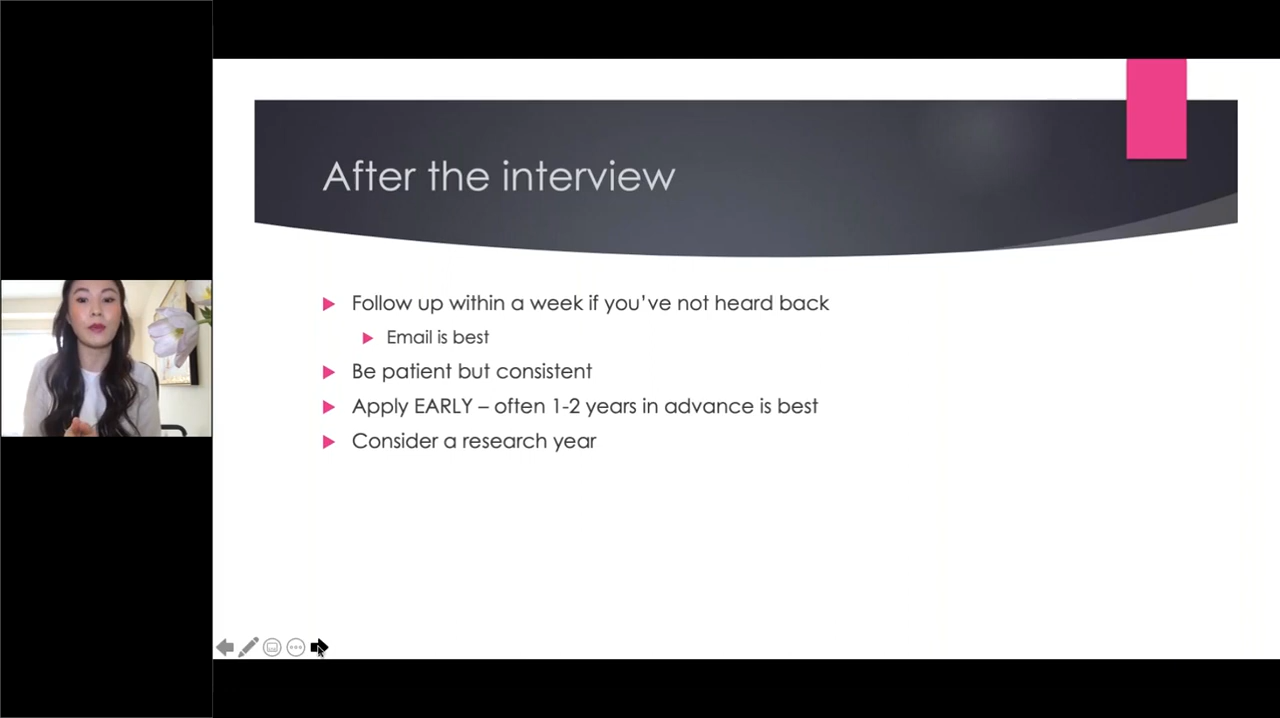 After the interview
Follow up within a week if you've not heard back
Email is best
Be patient but consistent
Apply EARLY – often 1-2 years in advance is best
Consider a research year